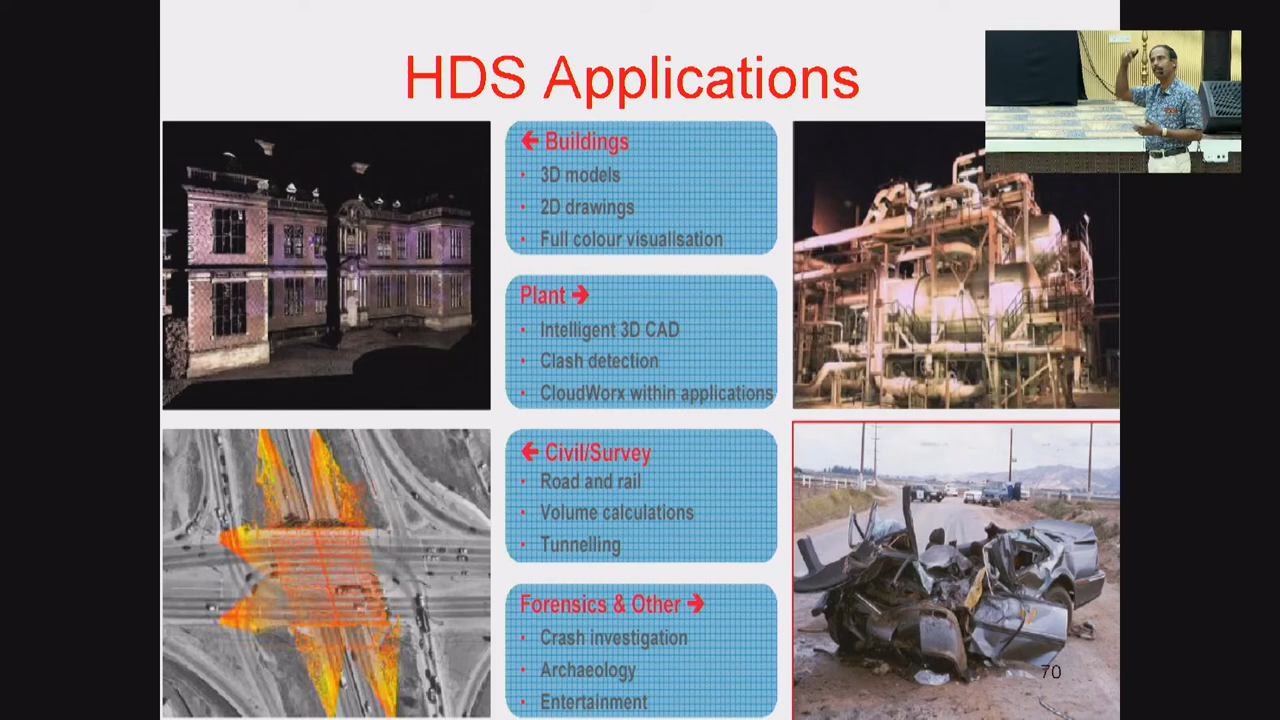 HDS Applications
← Buildings
• 3D models
• 2D drawings
• Full colour visualisation
Plant →
• Intelligent 3D CAD
• Clash detection
• CloudWorx within applications
← Civil/Survey
• Road and rail
• Volume calculations
• Tunnelling
Forensics & Other →
• Crash investigation
• Archaeology
• Entertainment
70